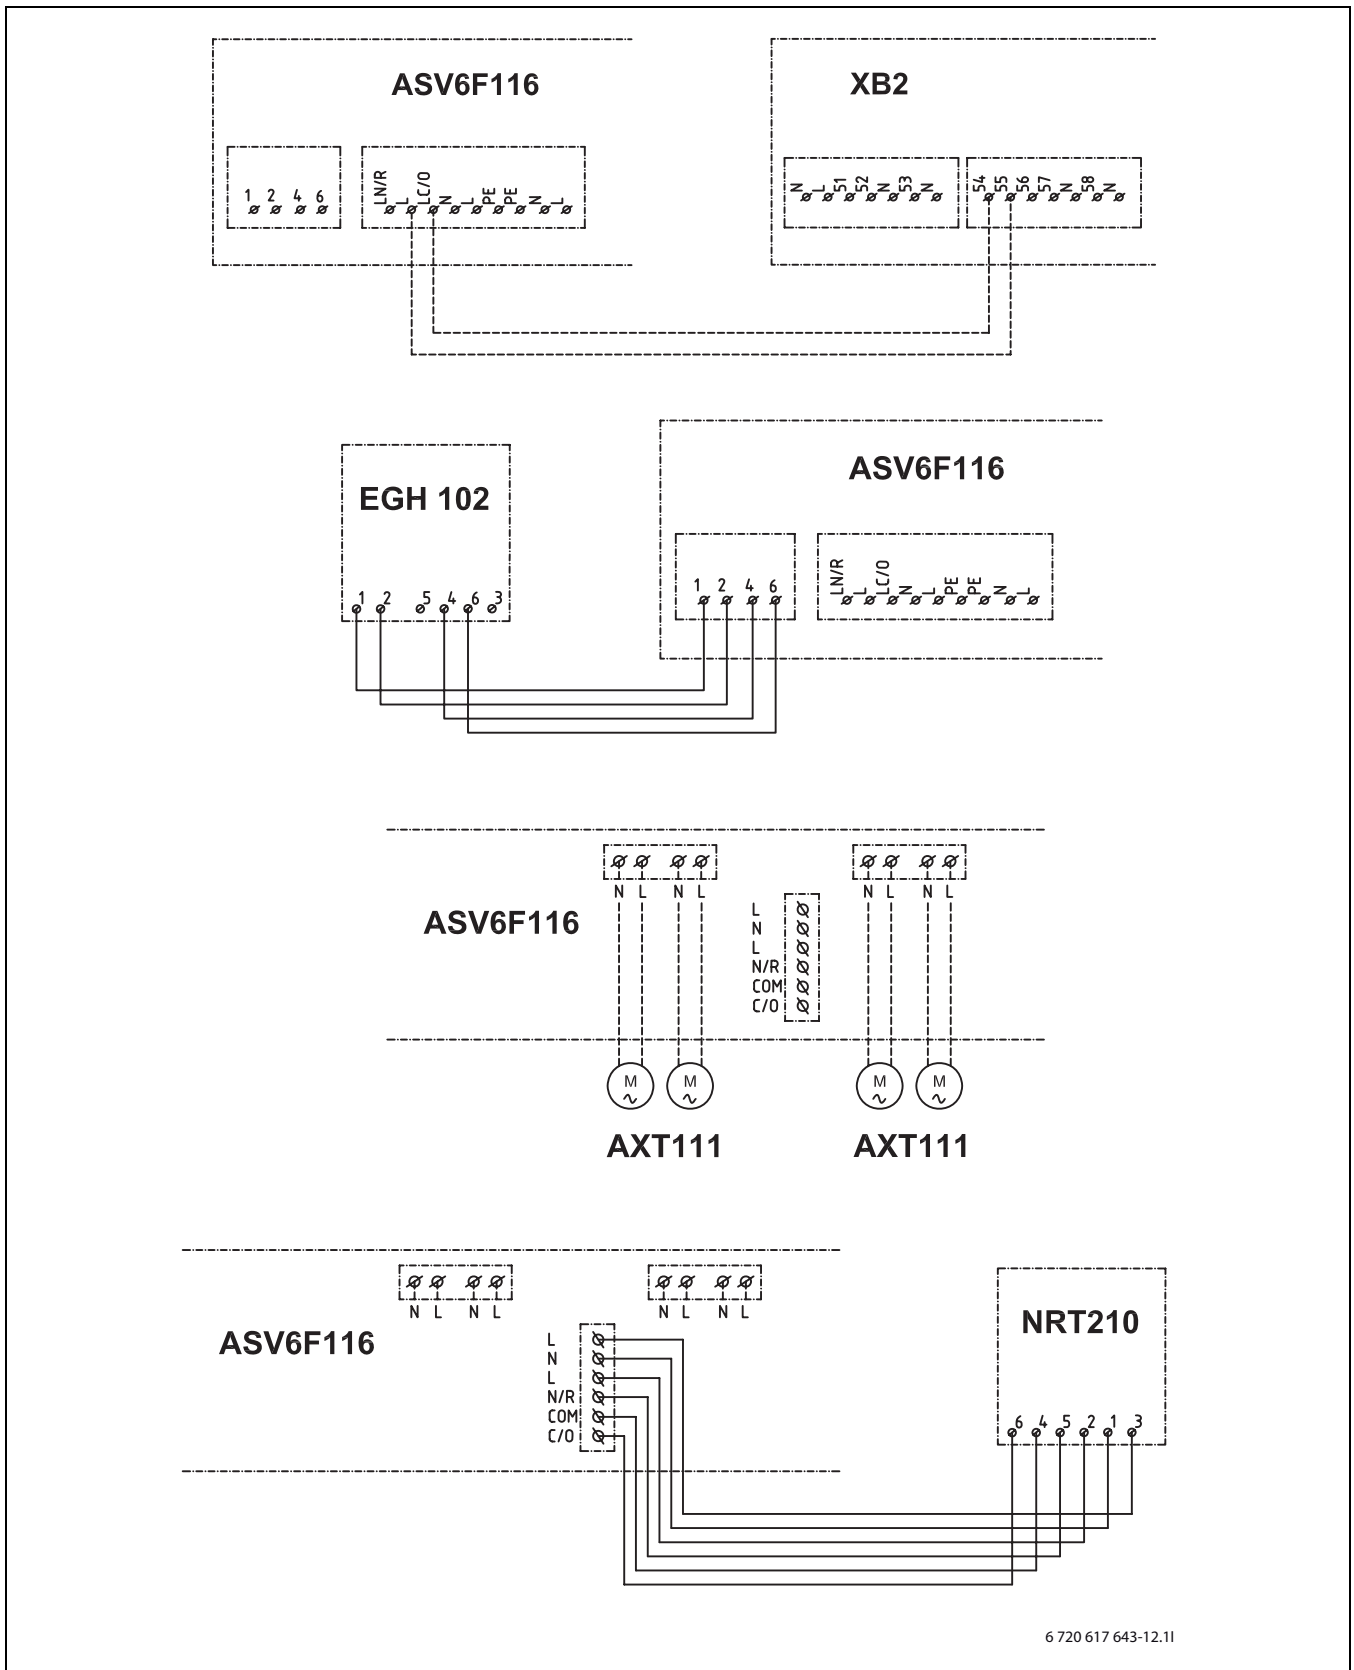 ASV6F116
XB2
1 2 4 6
LN/R L LC/O N L PE PE N L
N L 51 52 N 53 N
54 55 56 57 N 58 N
EGH 102
ASV6F116
1 2 5 4 6 3
1 2 4 6
LN/R L LC/O N L PE PE N L
ASV6F116
N L N L
N L N L
L
N
L
N/R
COM
C/O
M M M M
AXT111
AXT111
ASV6F116
N L N L
N L N L
L
N
L
N/R
COM
C/O
NRT210
6 4 5 2 1 3
6 720 617 643-12.1I